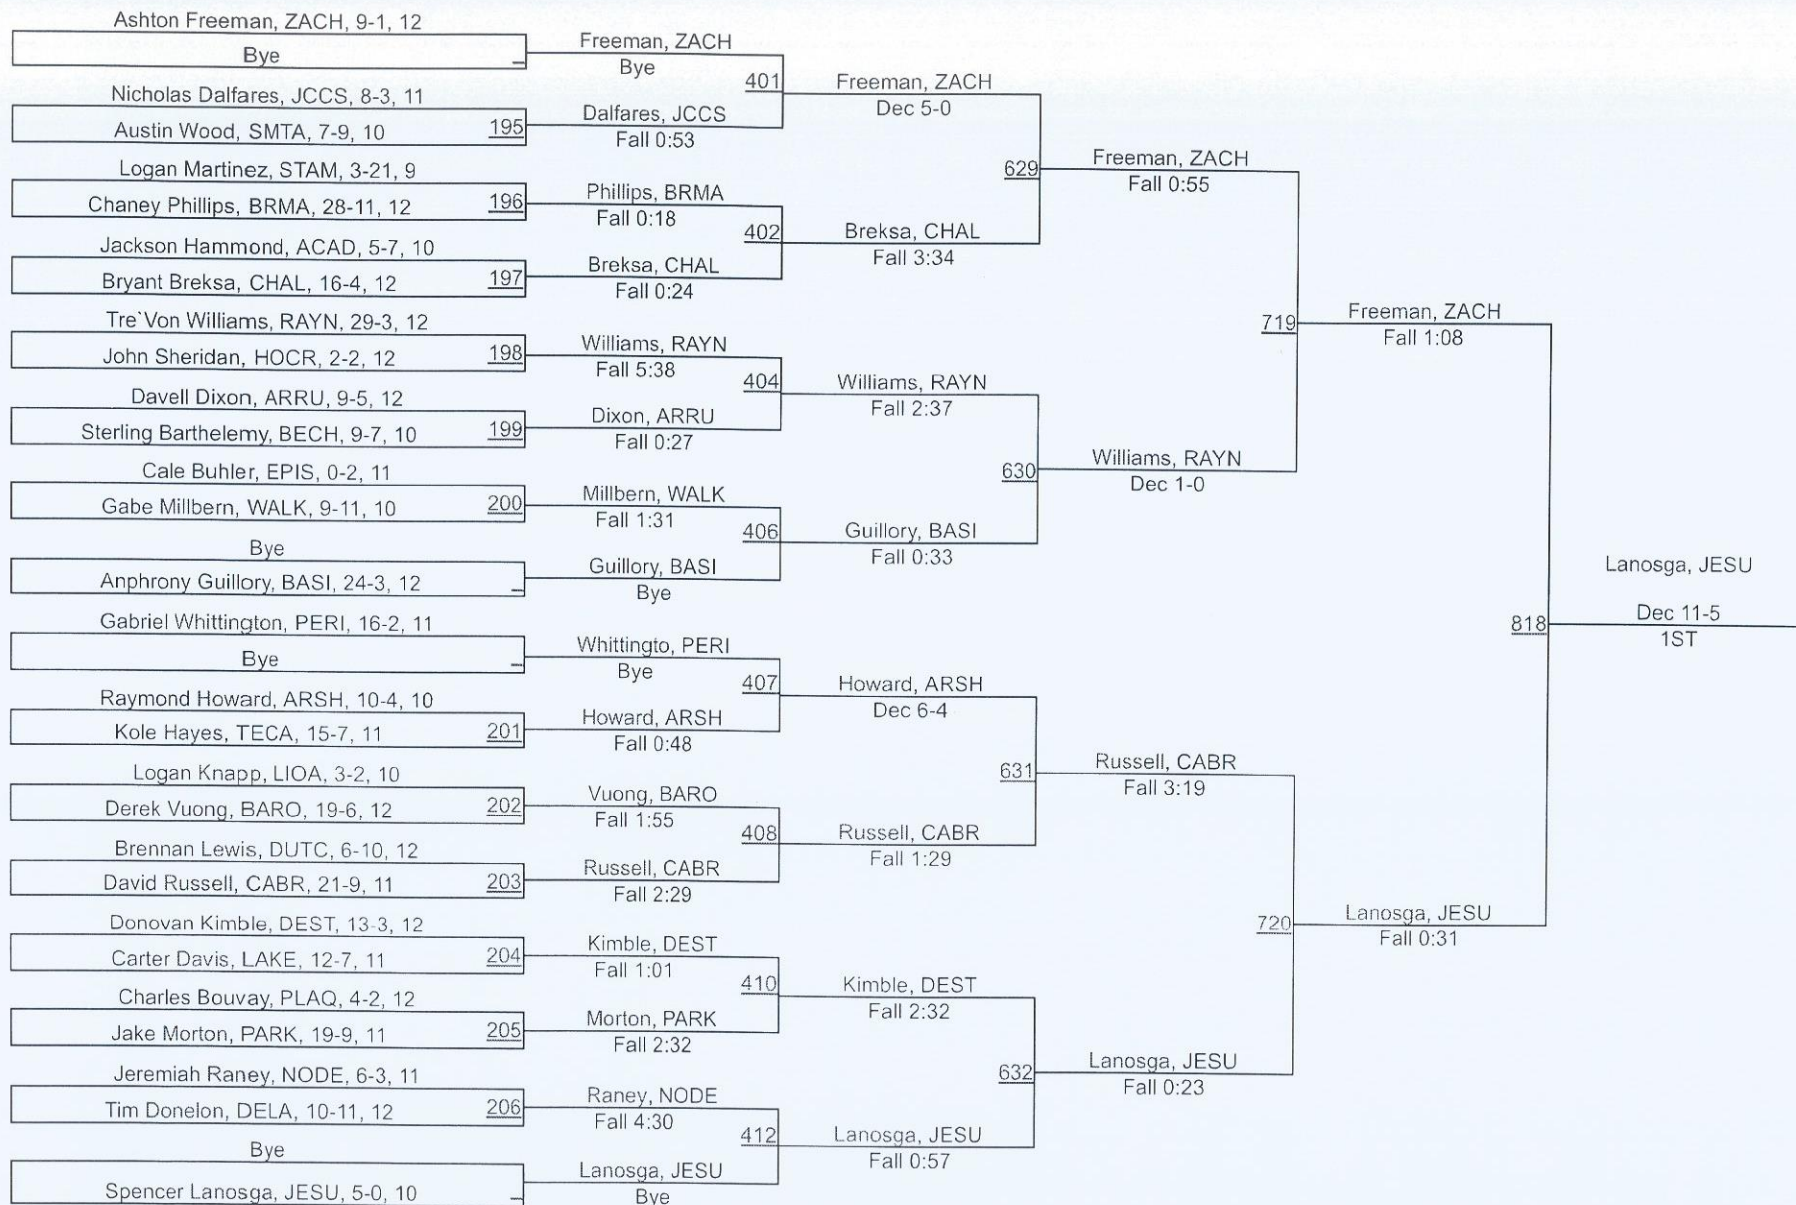 Ashton Freeman, ZACH, 9-1, 12
Bye
Nicholas Dalfares, JCCS, 8-3, 11
Austin Wood, SMTA, 7-9, 10
195
Logan Martinez, STAM, 3-21, 9
Chaney Phillips, BRMA, 28-11, 12
196
Jackson Hammond, ACAD, 5-7, 10
Bryant Breksa, CHAL, 16-4, 12
197
Tre`Von Williams, RAYN, 29-3, 12
John Sheridan, HOCR, 2-2, 12
198
Davell Dixon, ARRU, 9-5, 12
Sterling Barthelemy, BECH, 9-7, 10
199
Cale Buhler, EPIS, 0-2, 11
Gabe Millbern, WALK, 9-11, 10
200
Bye
Anphrony Guillory, BASI, 24-3, 12
Gabriel Whittington, PERI, 16-2, 11
Bye
Raymond Howard, ARSH, 10-4, 10
Kole Hayes, TECA, 15-7, 11
201
Logan Knapp, LIOA, 3-2, 10
Derek Vuong, BARO, 19-6, 12
202
Brennan Lewis, DUTC, 6-10, 12
David Russell, CABR, 21-9, 11
203
Donovan Kimble, DEST, 13-3, 12
Carter Davis, LAKE, 12-7, 11
204
Charles Bouvay, PLAQ, 4-2, 12
Jake Morton, PARK, 19-9, 11
205
Jeremiah Raney, NODE, 6-3, 11
Tim Donelon, DELA, 10-11, 12
206
Bye
Spencer Lanosga, JESU, 5-0, 10
Freeman, ZACH
Bye
401
Dalfares, JCCS
Fall 0:53
Phillips, BRMA
Fall 0:18
402
Breksa, CHAL
Fall 0:24
Williams, RAYN
Fall 5:38
404
Dixon, ARRU
Fall 0:27
Millbern, WALK
Fall 1:31
406
Guillory, BASI
Bye
Whittingto, PERI
Bye
407
Howard, ARSH
Fall 0:48
Vuong, BARO
Fall 1:55
408
Russell, CABR
Fall 2:29
Kimble, DEST
Fall 1:01
410
Morton, PARK
Fall 2:32
Raney, NODE
Fall 4:30
412
Lanosga, JESU
Bye
Freeman, ZACH
Dec 5-0
629
Breksa, CHAL
Fall 3:34
Williams, RAYN
Fall 2:37
630
Guillory, BASI
Fall 0:33
Howard, ARSH
Dec 6-4
631
Russell, CABR
Fall 1:29
Kimble, DEST
Fall 2:32
632
Lanosga, JESU
Fall 0:57
Freeman, ZACH
Fall 0:55
719
Williams, RAYN
Dec 1-0
Russell, CABR
Fall 3:19
720
Lanosga, JESU
Fall 0:23
Freeman, ZACH
Fall 1:08
818
Lanosga, JESU
Fall 0:31
Lanosga, JESU
Dec 11-5
1ST